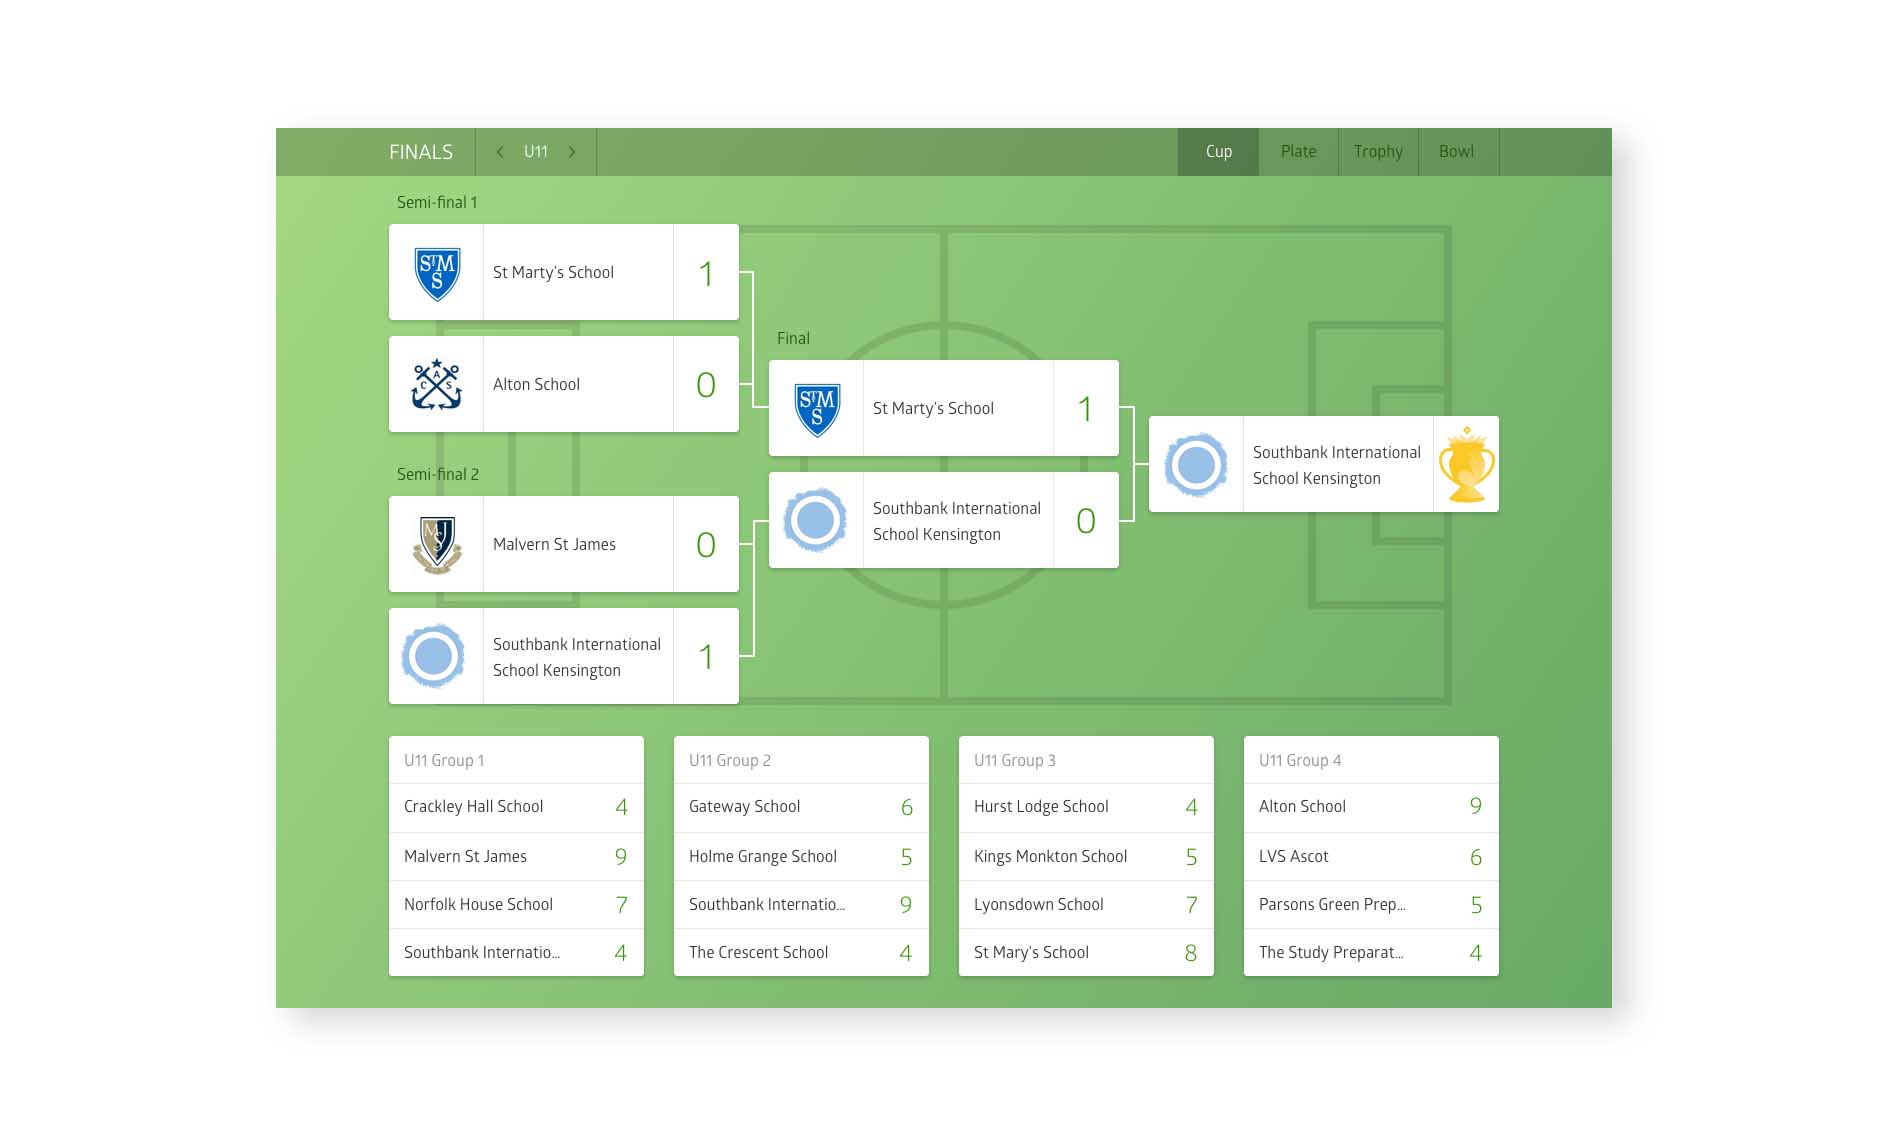 FINALS
U11
Cup
Plate
Trophy
Bowl
Semi-final 1
STMS
St Marty's School
1
CAS
Alton School
0
Semi-final 2
MSJ
Malvern St James
0
Southbank International
School Kensington
1
Final
STMS
St Marty's School
1
Southbank International
School Kensington
0
Southbank International
School Kensington
U11 Group 1
Crackley Hall School 4
Malvern St James 9
Norfolk House School 7
Southbank Internatio... 4
U11 Group 2
Gateway School 6
Holme Grange School 5
Southbank Internatio... 9
The Crescent School 4
U11 Group 3
Hurst Lodge School 4
Kings Monkton School 5
Lyonsdown School 7
St Mary's School 8
U11 Group 4
Alton School 9
LVS Ascot 6
Parsons Green Prep... 5
The Study Preparat... 4